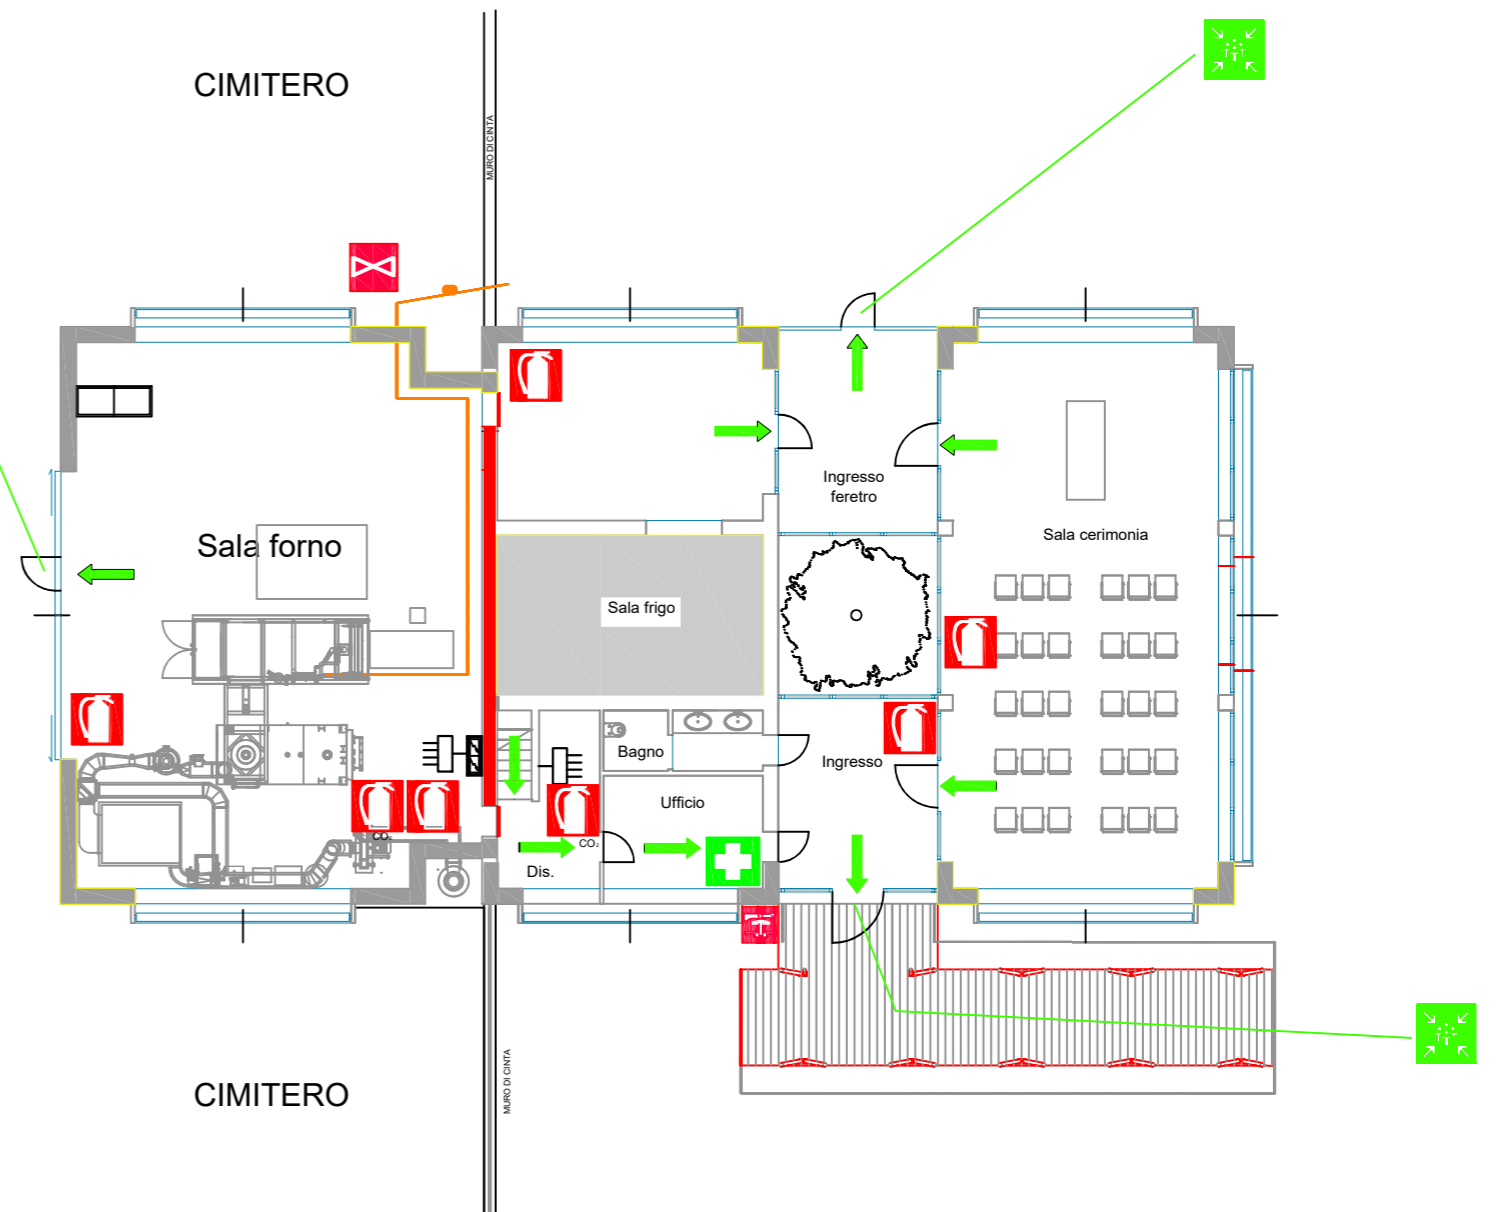 CIMITERO
MURO DI CINTA
Ingresso
feretro
Sala cerimonia
Sala forno
Sala frigo
Bagno
Ingresso
Ufficio
CO₂
CO₂
Dis.
MURO DI CINTA
CIMITERO